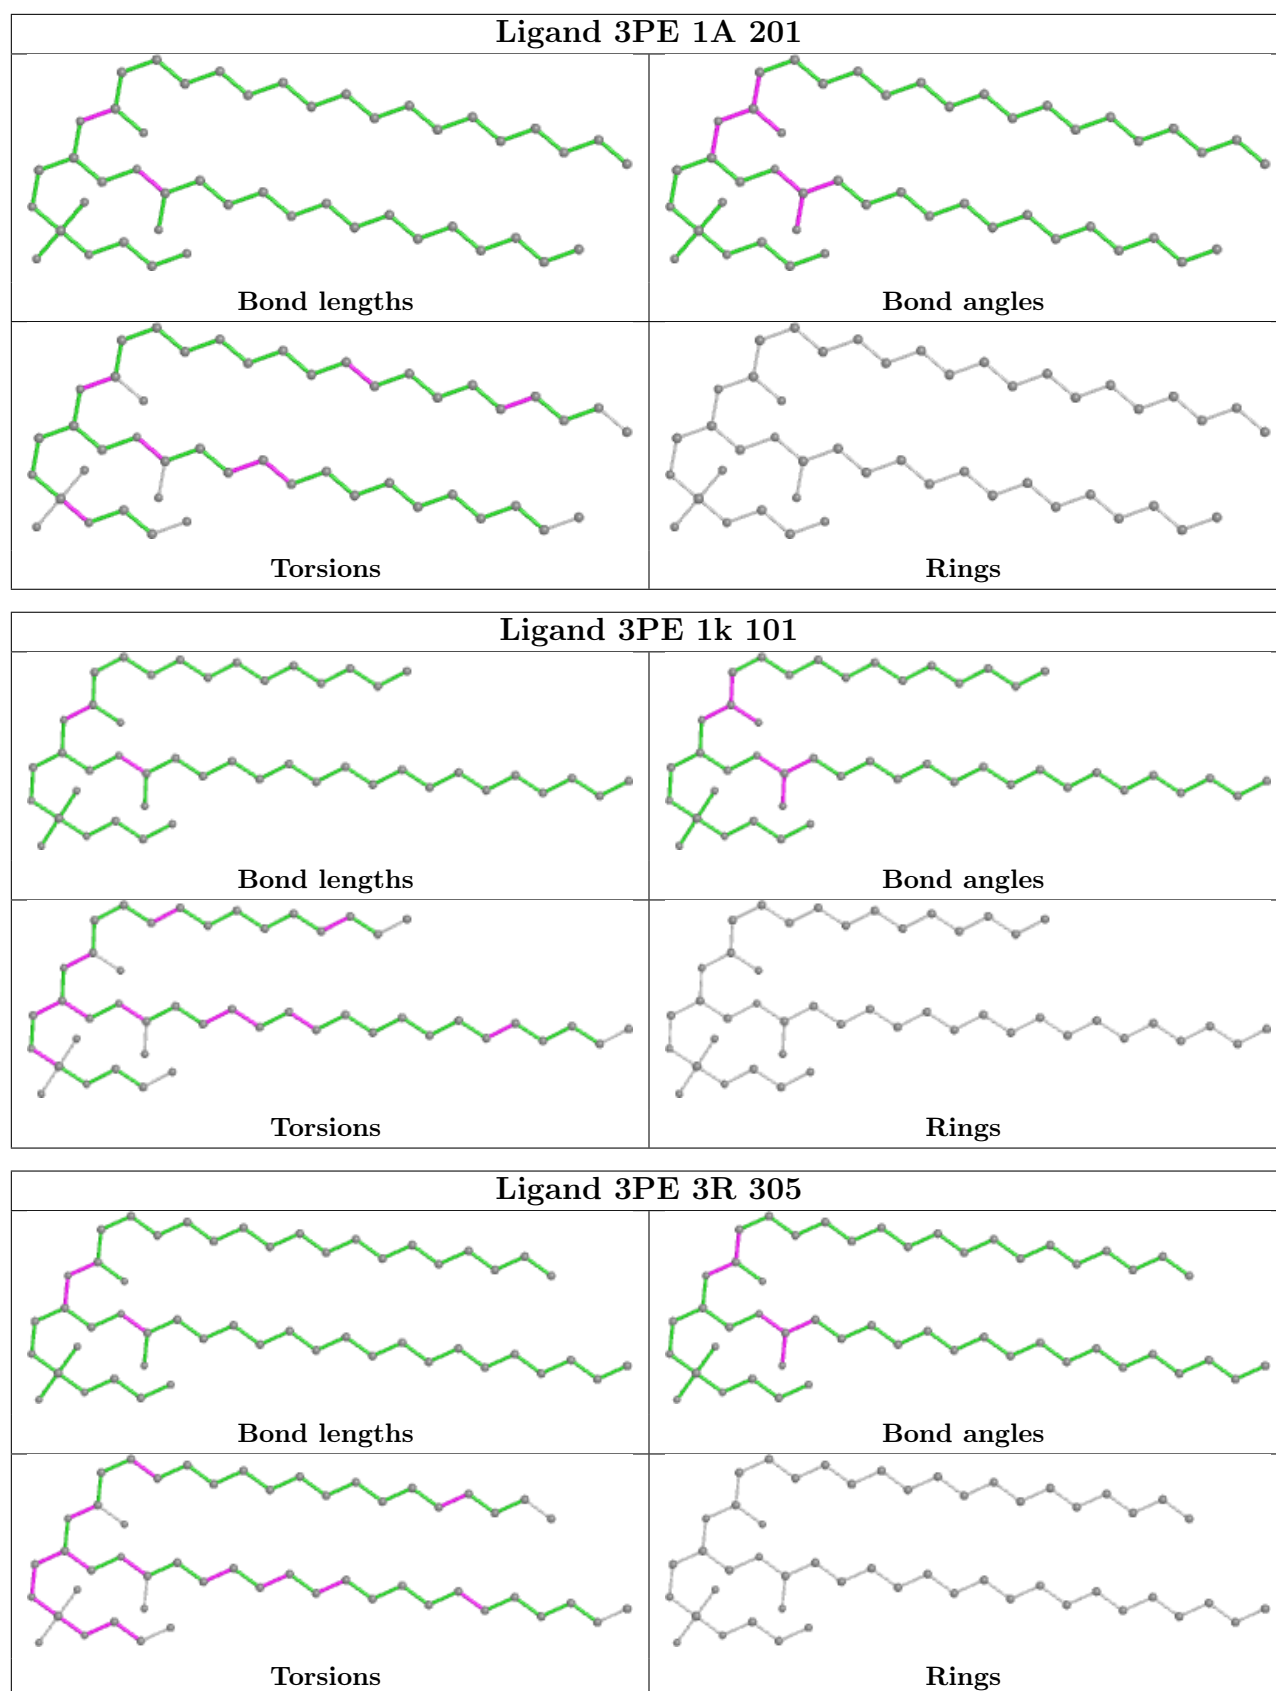 Ligand 3PE 1A 201
Bond lengths
Bond angles
Torsions
Rings
Ligand 3PE 1k 101
Bond lengths
Bond angles
Torsions
Rings
Ligand 3PE 3R 305
Bond lengths
Bond angles
Torsions
Rings